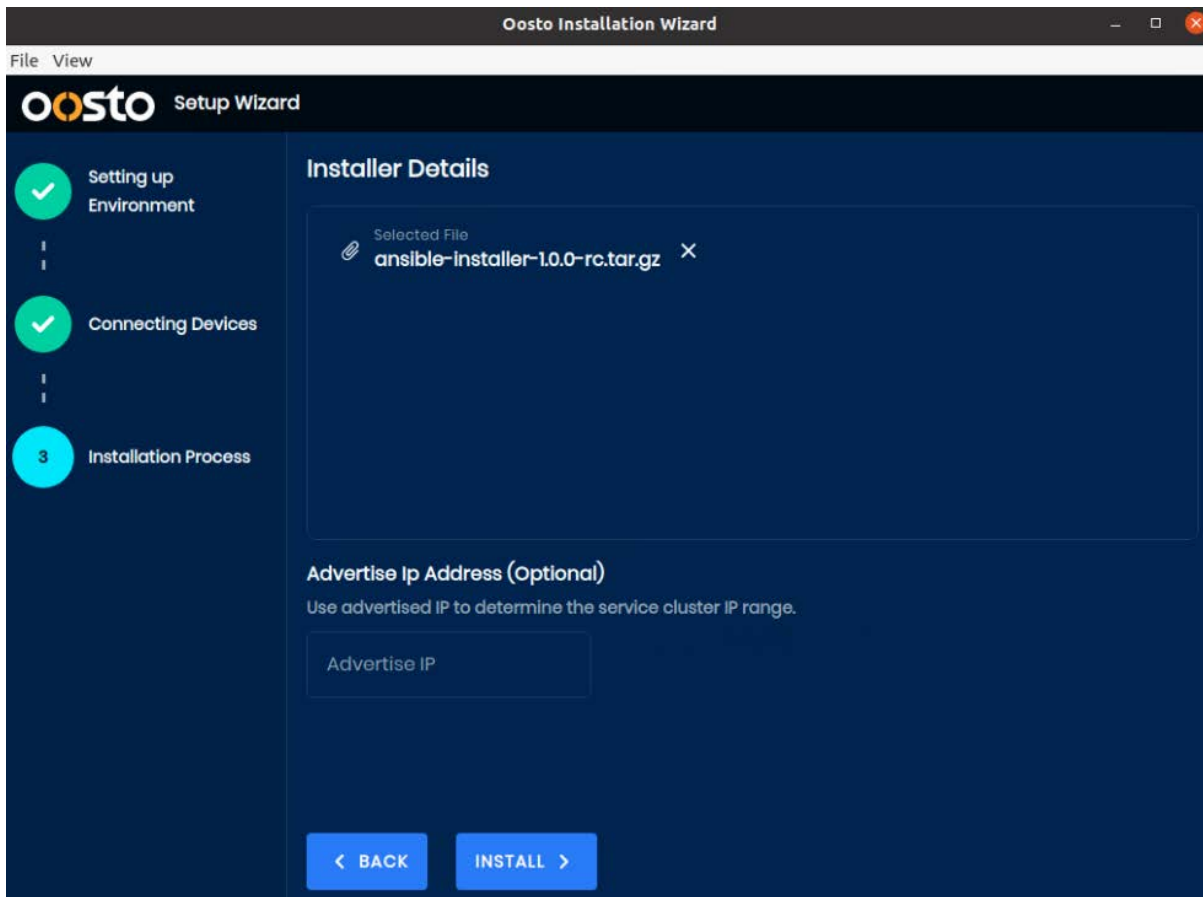 Oosto Installation Wizard
File View
oosto Setup Wizard
Setting up
Environment
Connecting Devices
3 Installation Process
Installer Details
Selected File
ansible-installer-1.0.0-rc.tar.gz
Advertise Ip Address (Optional)
Use advertised IP to determine the service cluster IP range.
Advertise IP
BACK
INSTALL